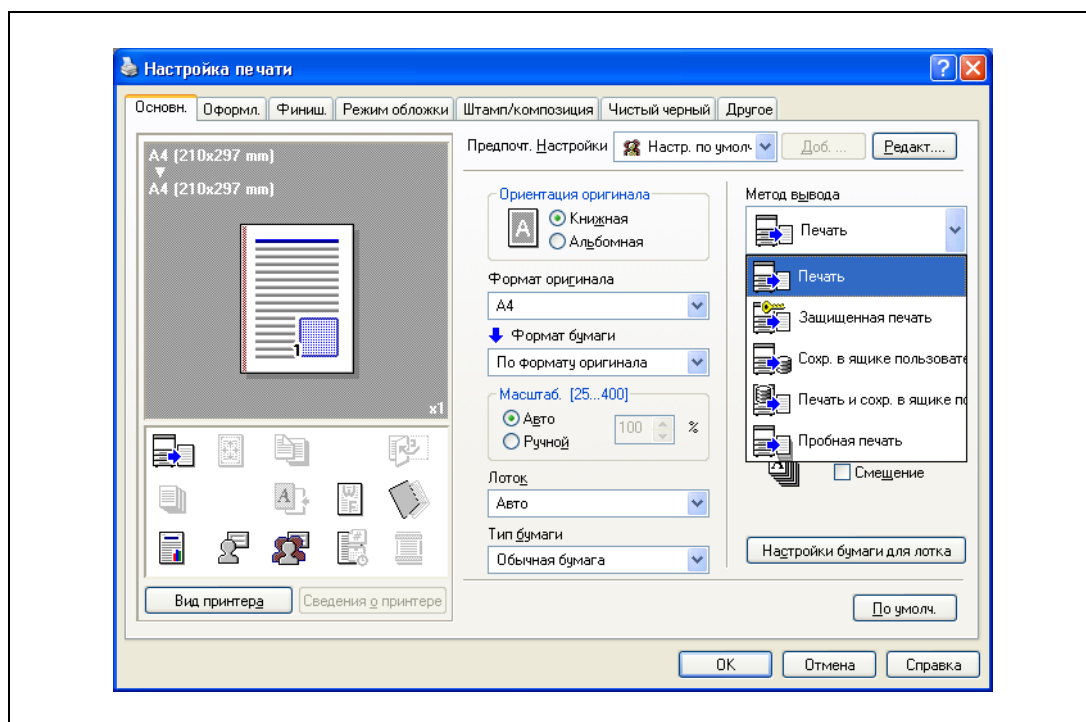 Настройка печати
Основн. Оформл. Финиш. Режим обложки Штамп/композиция Чистый черный Другое
A4 (210x297 mm)
A4 (210x297 mm)
1
x1
Вид принтера Сведения о принтере
Предпочт. Настройки Настр. по умолч Доб. ... Редакт....
Ориентация оригинала
A Книжная
Альбомная
Формат оригинала
A4
Формат бумаги
По формату оригинала
Масштаб. [25...400]
Авто
Ручной
100 %
Лоток
Авто
Тип бумаги
Обычная бумага
Метод вывода
Печать
Печать
Защищенная печать
Сохр. в ящике пользовате
Печать и сохр. в ящике по
Пробная печать
Смещение
Настройки бумаги для лотка
По умолч.
OK Отмена Справка